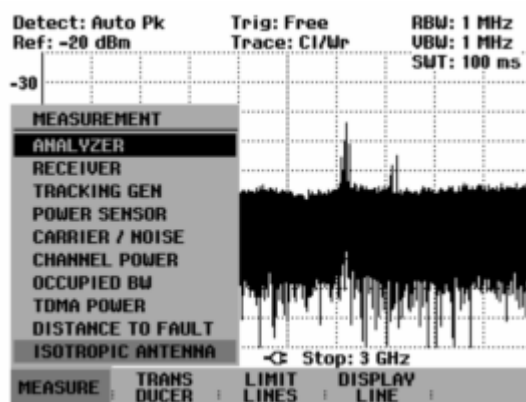 Detect: Auto Pk Trig: Free RBW: 1 MHz
Ref: -20 dBm Trace: Cl/Wr VBW: 1 MHz
SWT: 100 ms
-30
MEASUREMENT
ANALYZER
RECEIVER
TRACKING GEN
POWER SENSOR
CARRIER / NOISE
CHANNEL POWER
OCCUPIED BW
TDMA POWER
DISTANCE TO FAULT
ISOTROPIC ANTENNA
Stop: 3 GHz
MEASURE TRANS LIMIT DISPLAY
DUCER LINES LINE